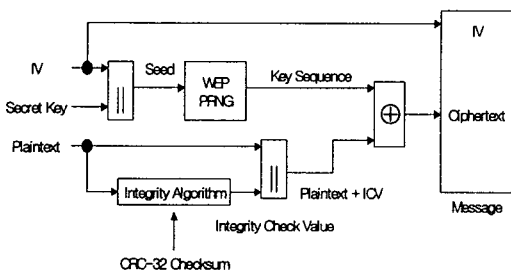 IV
IV
Seed
WEP
PRNG
Key Sequence
||
Secret Key
Ciphertext
Plaintext
||
Integrity Algorithm
Plaintext + ICV
Message
Integrity Check Value
CRC-32 Checksum